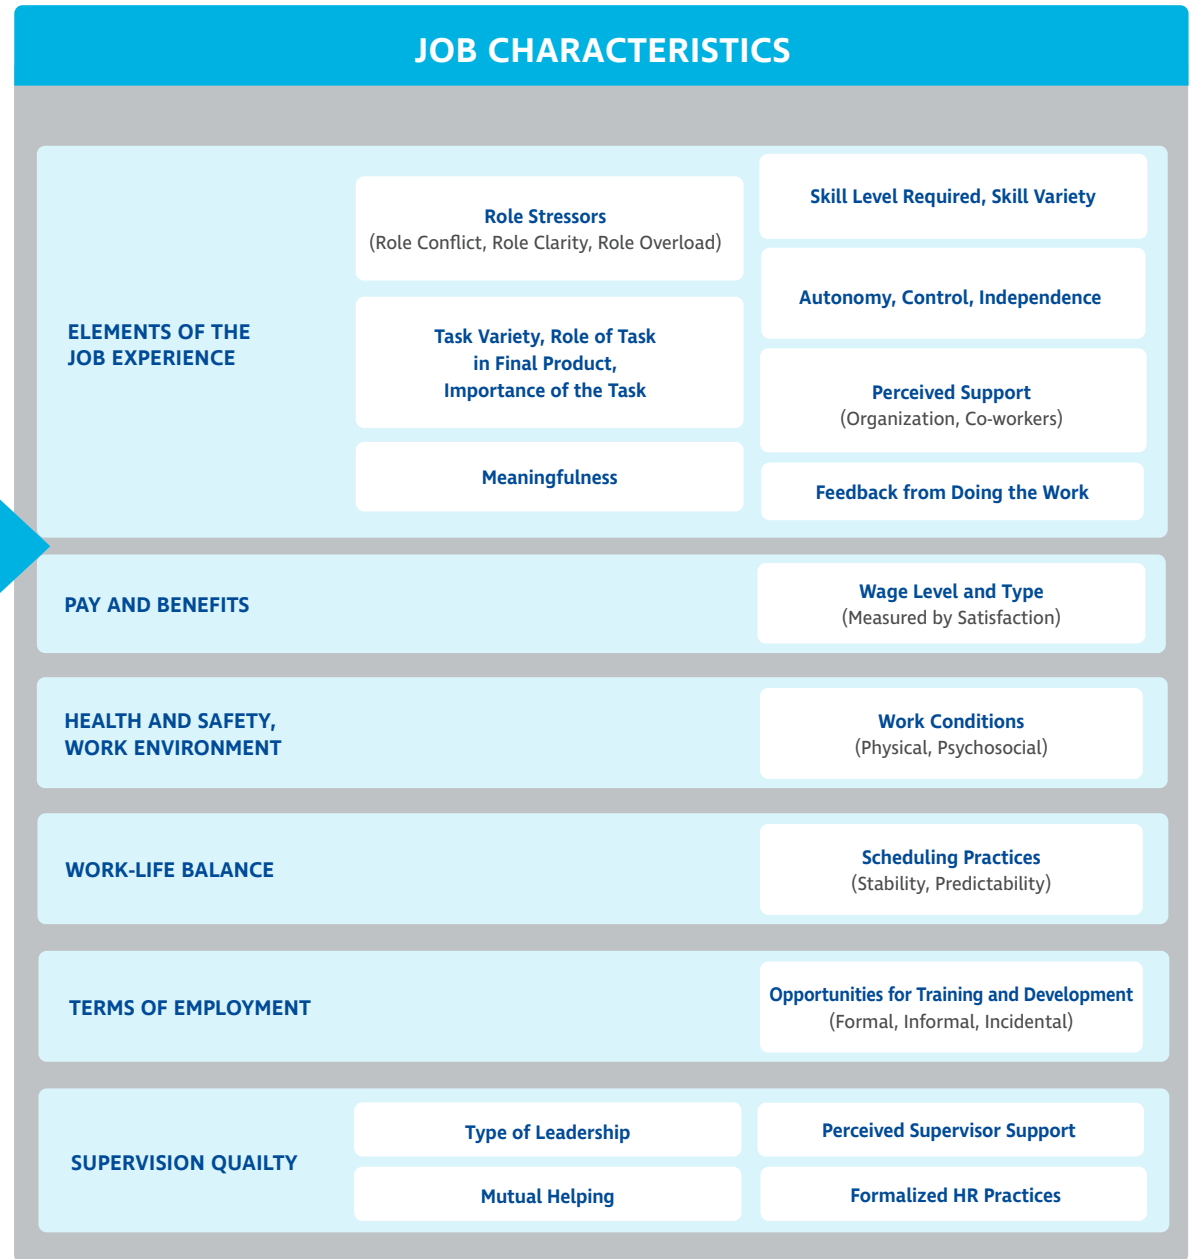 JOB CHARACTERISTICS
ELEMENTS OF THE
JOB EXPERIENCE
Role Stressors
(Role Conflict, Role Clarity, Role Overload)
Task Variety, Role of Task
in Final Product,
Importance of the Task
Meaningfulness
Skill Level Required, Skill Variety
Autonomy, Control, Independence
Perceived Support
(Organization, Co-workers)
Feedback from Doing the Work
PAY AND BENEFITS
Wage Level and Type
(Measured by Satisfaction)
HEALTH AND SAFETY,
WORK ENVIRONMENT
Work Conditions
(Physical, Psychosocial)
WORK-LIFE BALANCE
Scheduling Practices
(Stability, Predictability)
TERMS OF EMPLOYMENT
Opportunities for Training and Development
(Formal, Informal, Incidental)
SUPERVISION QUAILTY
Type of Leadership
Mutual Helping
Perceived Supervisor Support
Formalized HR Practices